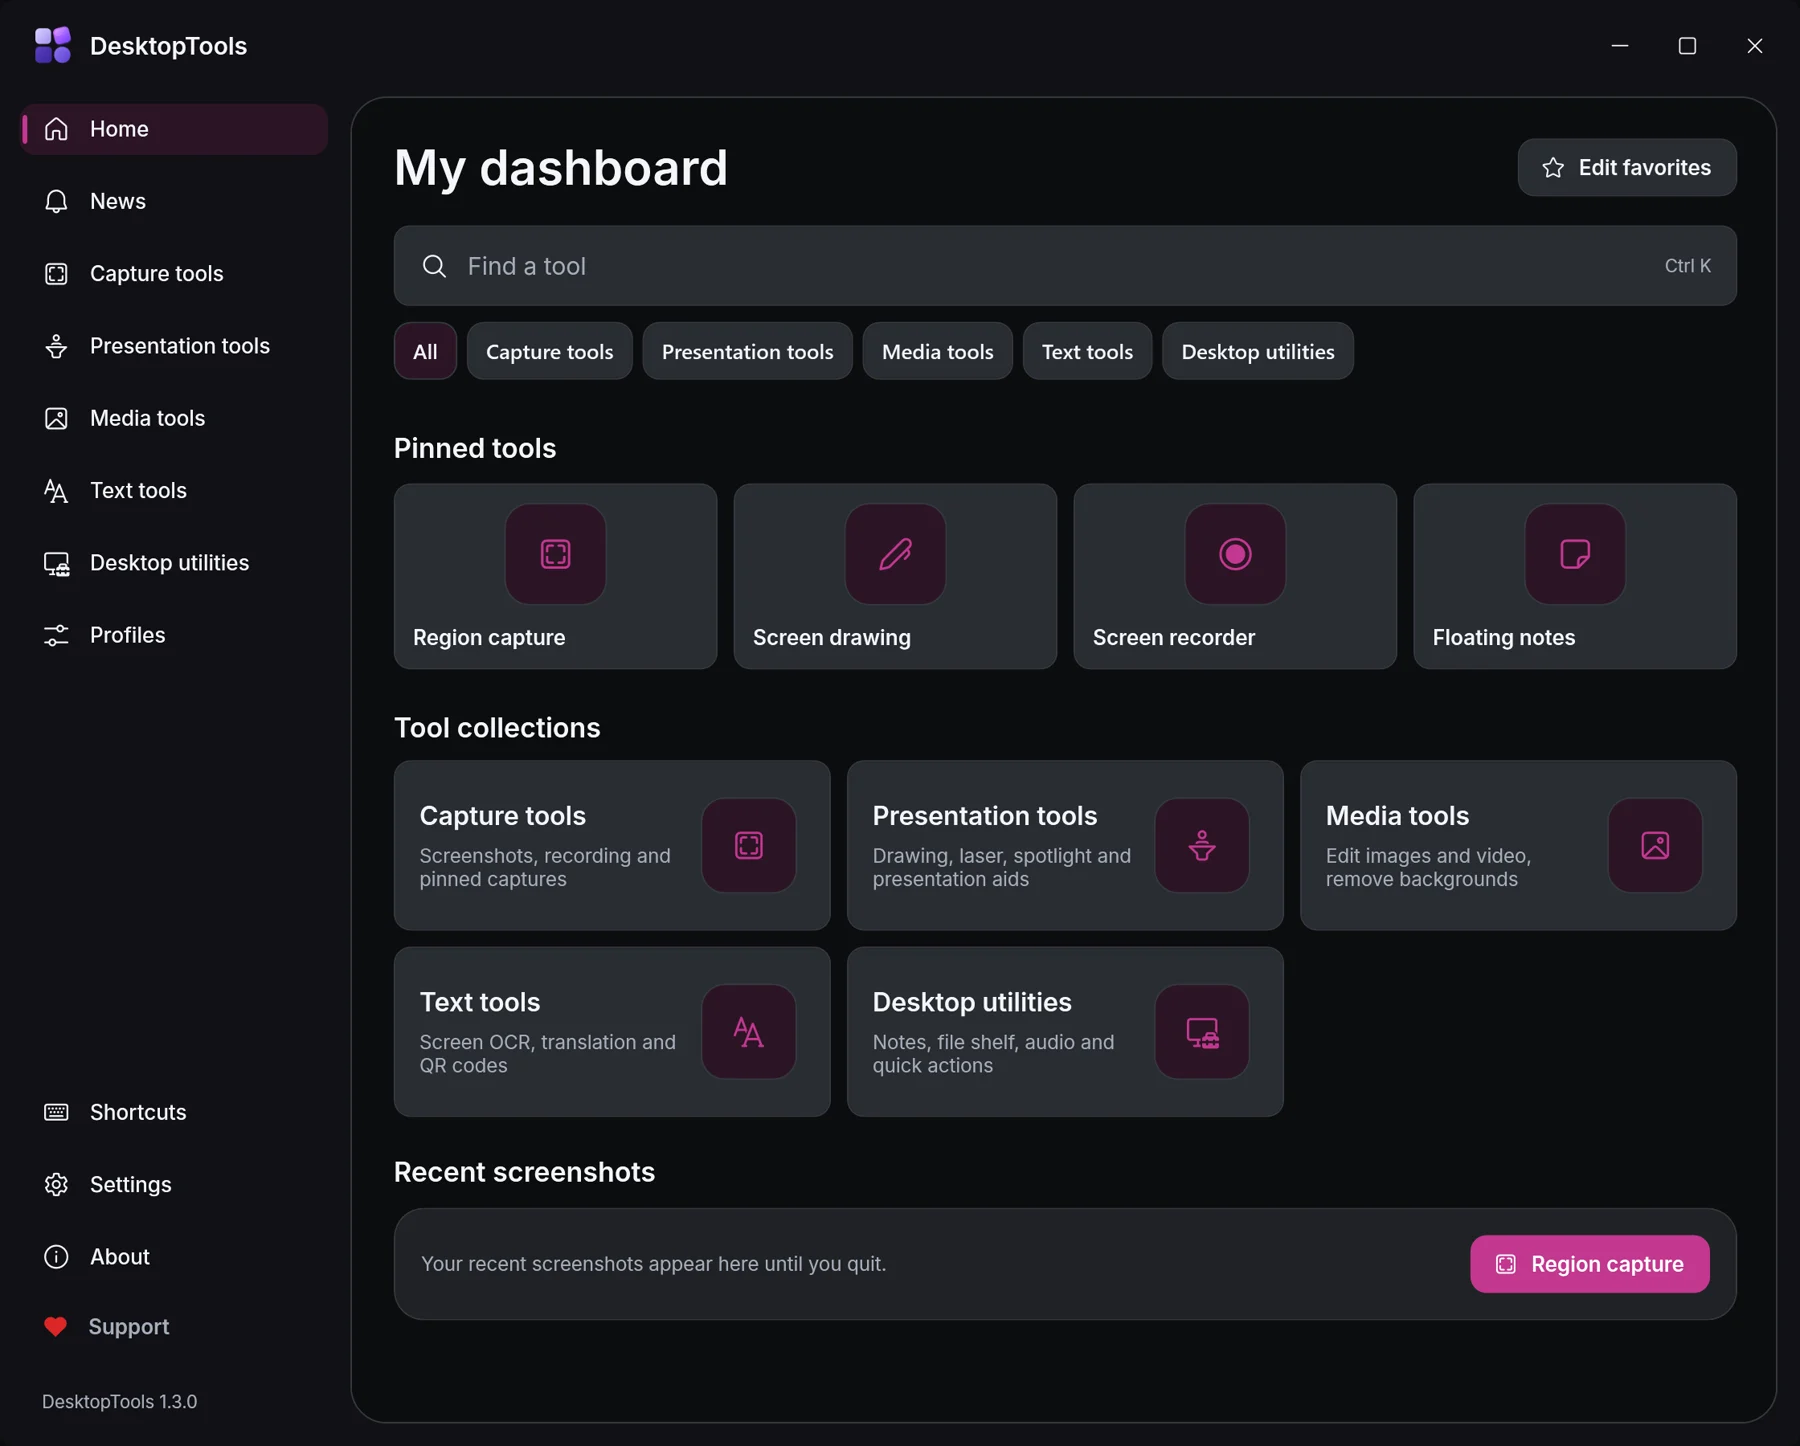 DesktopTools
Home
News
Capture tools
Presentation tools
Media tools
Text tools
Desktop utilities
Profiles
Shortcuts
Settings
About
Support
DesktopTools 1.3.0
My dashboard
Edit favorites
Find a tool
Ctrl K
All
Capture tools
Presentation tools
Media tools
Text tools
Desktop utilities
Pinned tools
Region capture
Screen drawing
Screen recorder
Floating notes
Tool collections
Capture tools
Screenshots, recording and
pinned captures
Presentation tools
Drawing, laser, spotlight and
presentation aids
Media tools
Edit images and video,
remove backgrounds
Text tools
Screen OCR, translation and
QR codes
Desktop utilities
Notes, file shelf, audio and
quick actions
Recent screenshots
Your recent screenshots appear here until you quit.
Region capture